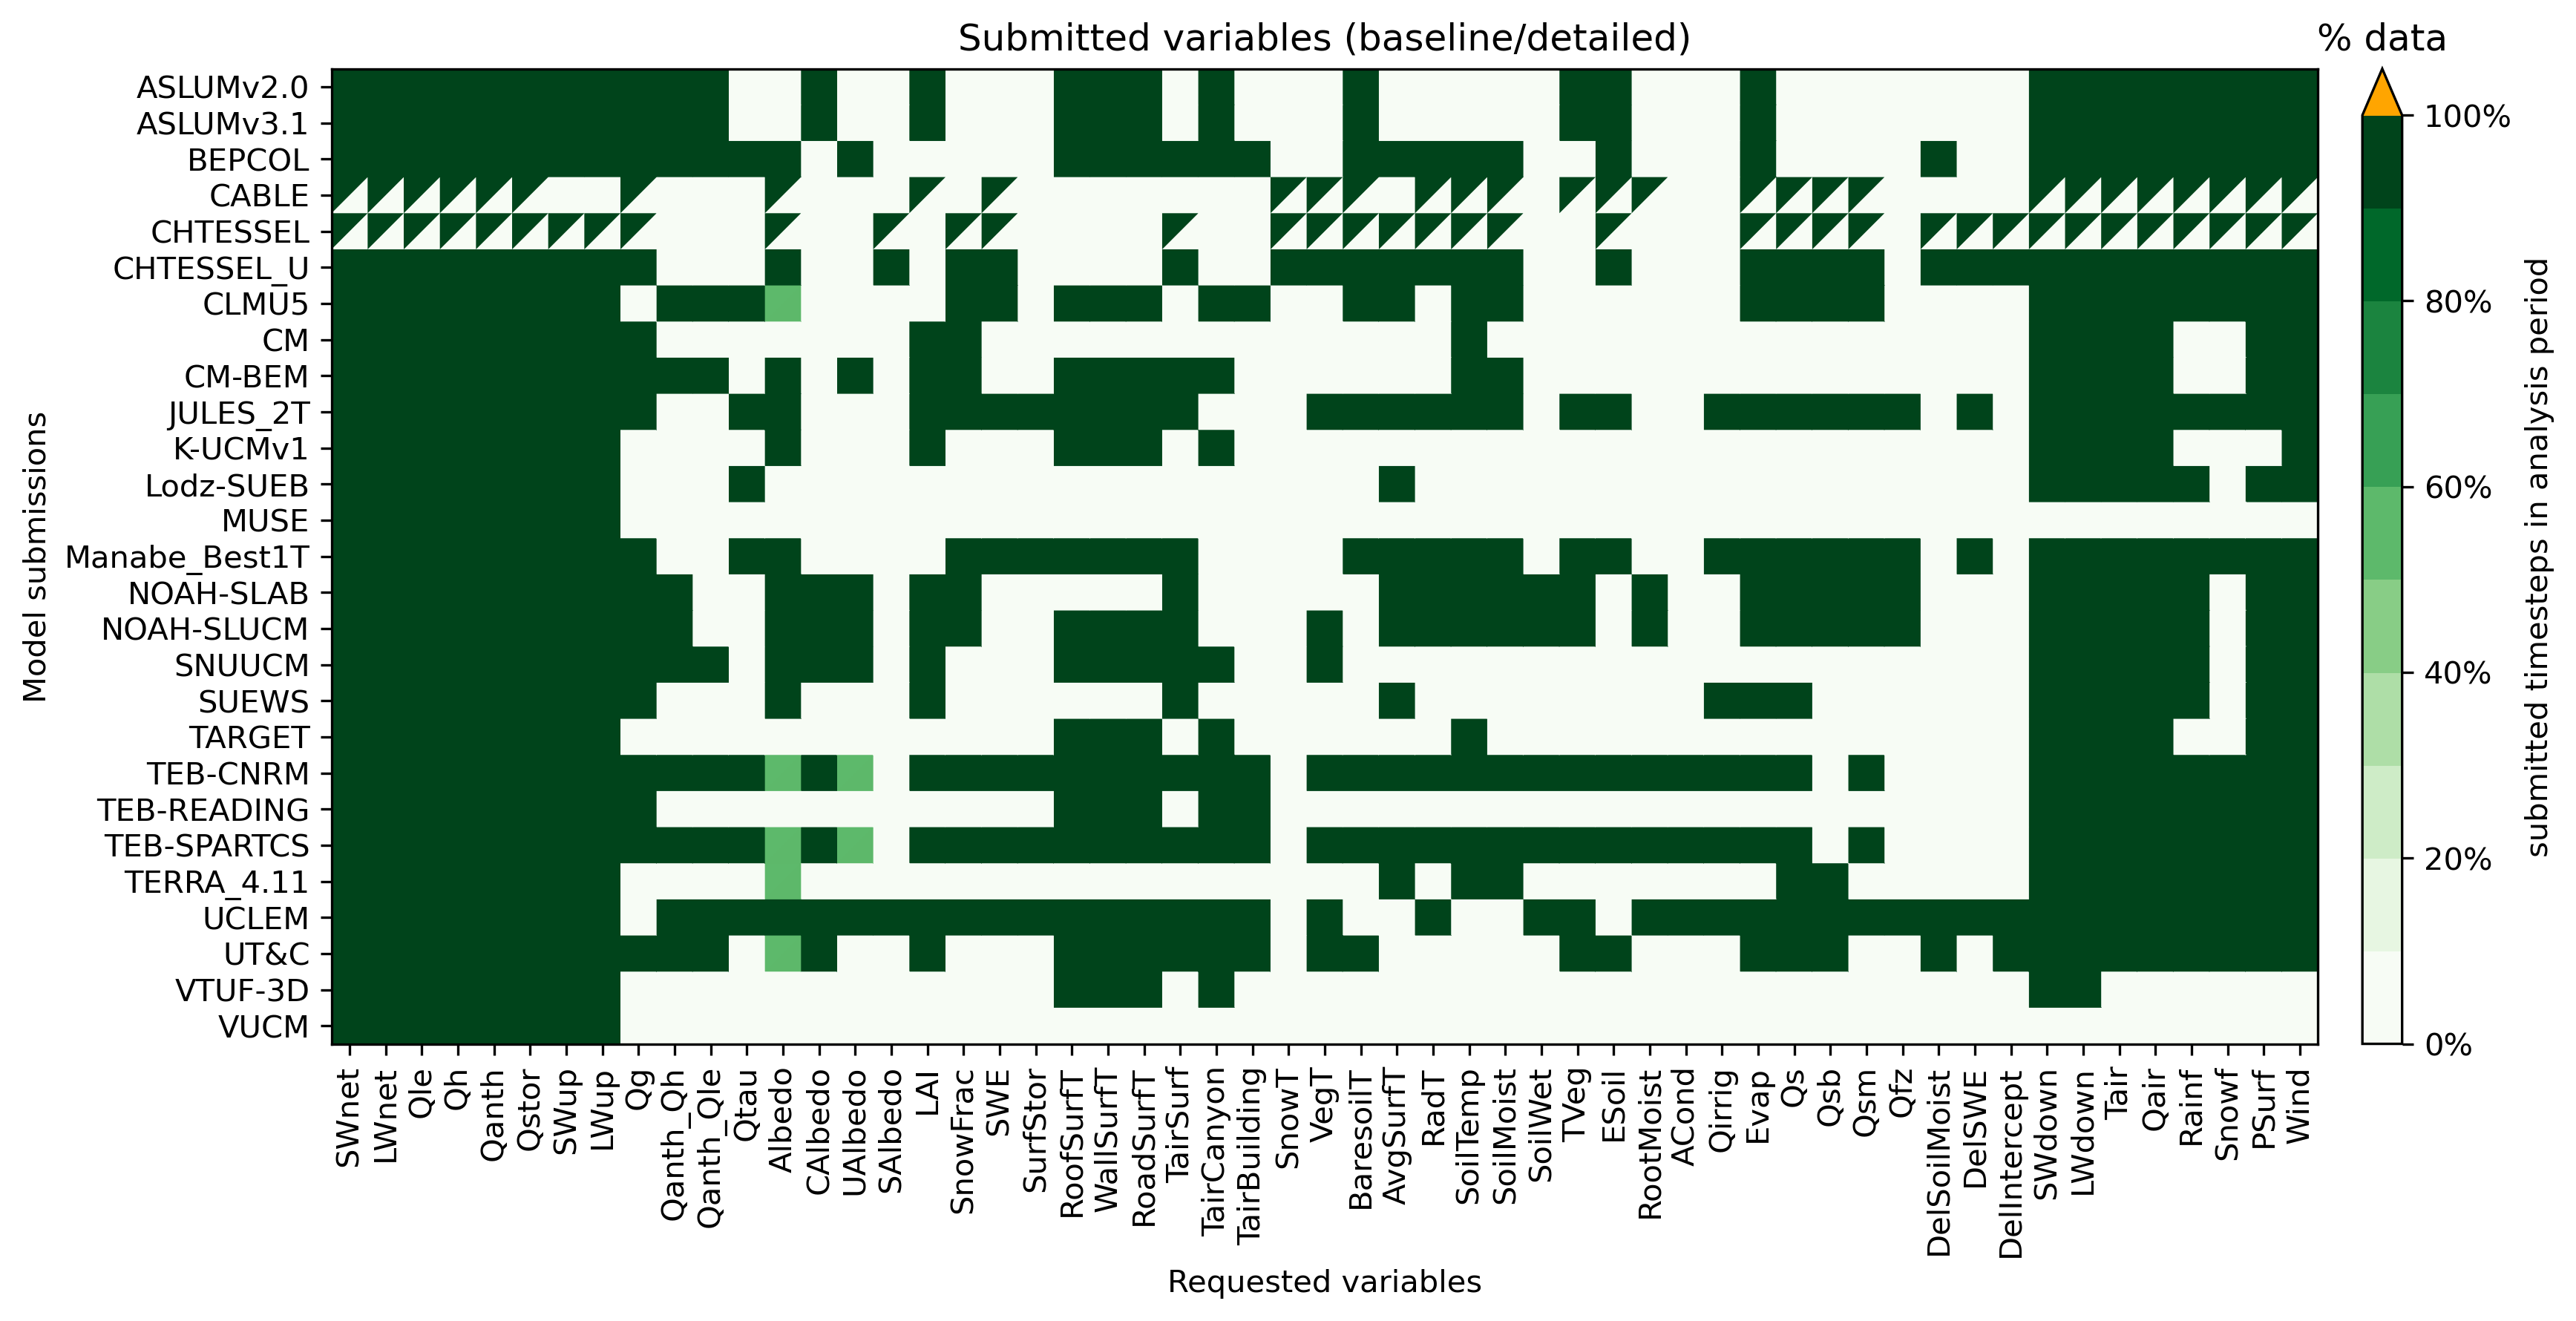 Submitted variables (baseline/detailed)
% data
Model submissions
ASLUMv2.0
ASLUMv3.1
BEPCOL
CABLE
CHTESSEL
CHTESSEL_U
CLMU5
CM
CM-BEM
JULES_2T
K-UCMv1
Lodz-SUEB
MUSE
Manabe_Best1T
NOAH-SLAB
NOAH-SLUCM
SNUUCM
SUEWS
TARGET
TEB-CNRM
TEB-READING
TEB-SPARTCS
TERRA_4.11
UCLEM
UT&C
VTUF-3D
VUCM
SWnet
LWnet
Qle
Qh
Qanth
Qstor
SWup
LWup
Qg
Qanth_Qh
Qanth_Qle
Qtau
Albedo
CAlbedo
UAlbedo
SAlbedo
LAI
SnowFrac
SWE
SurfStor
RoofSurfT
WallSurfT
RoadSurfT
TairSurf
TairCanyon
TairBuilding
SnowT
VegT
BaresoilT
AvgSurfT
RadT
SoilTemp
SoilMoist
SoilWet
TVeg
ESoil
RootMoist
ACond
Qirrig
Evap
Qs
Qsb
Qsm
Qfz
DelSoilMoist
DelSWE
DelIntercept
SWdown
LWdown
Tair
Qair
Rainf
Snowf
PSurf
Wind
Requested variables
100%
80%
60%
40%
20%
0%
submitted timesteps in analysis period